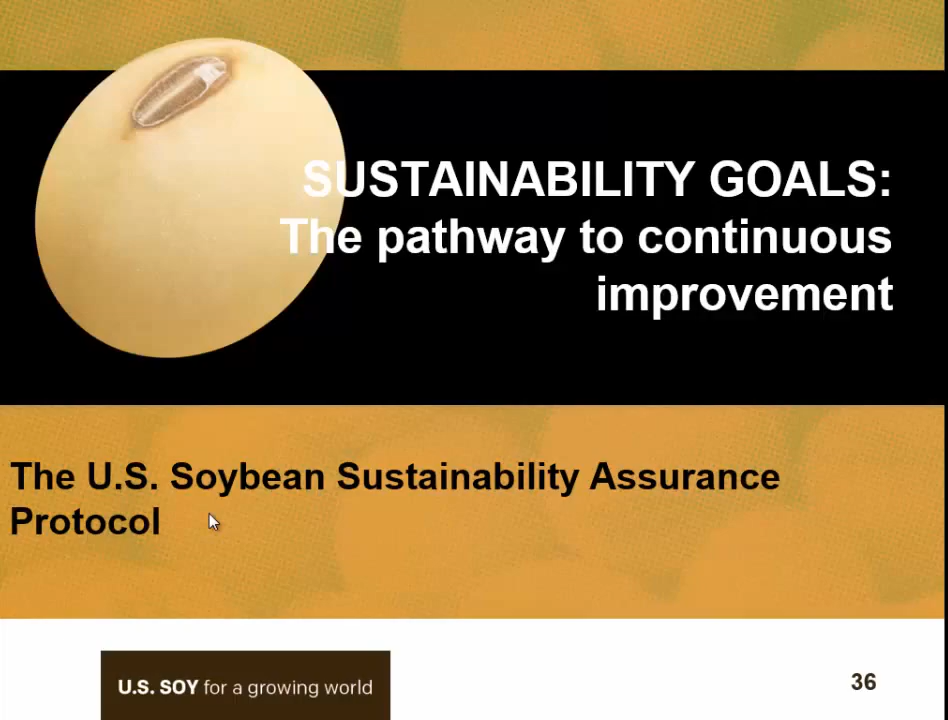 SUSTAINABILITY GOALS:
The pathway to continuous
improvement
The U.S. Soybean Sustainability Assurance
Protocol
U.S. SOY for a growing world
36